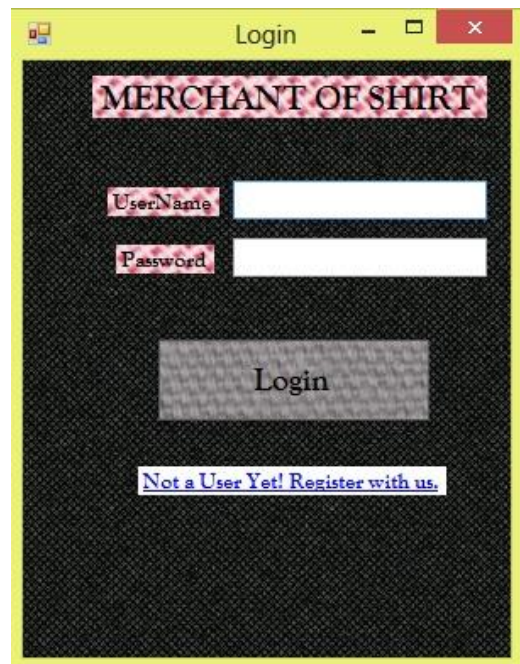 Login
MERCHANT OF SHIRT
UserName
Password
Login
Not a User Yet! Register with us.